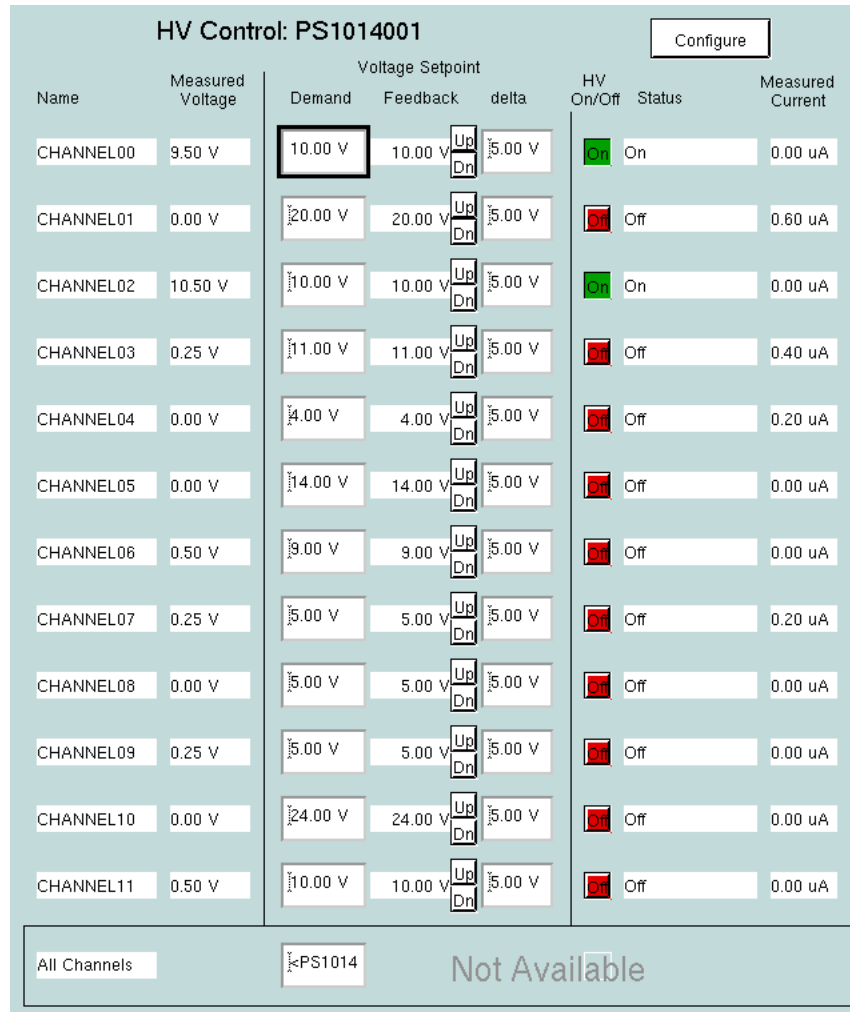 HV Control: PS1014001
Configure
Voltage Setpoint
Name Measured Voltage Demand Feedback delta HV On/Off Status Measured Current
CHANNEL00 9.50 V 10.00 V 10.00 V Up Dn 5.00 V On On 0.00 uA
CHANNEL01 0.00 V 20.00 V 20.00 V Up Dn 5.00 V Off Off 0.60 uA
CHANNEL02 10.50 V 10.00 V 10.00 V Up Dn 5.00 V On On 0.00 uA
CHANNEL03 0.25 V 11.00 V 11.00 V Up Dn 5.00 V Off Off 0.40 uA
CHANNEL04 0.00 V 4.00 V 4.00 V Up Dn 5.00 V Off Off 0.20 uA
CHANNEL05 0.00 V 14.00 V 14.00 V Up Dn 5.00 V Off Off 0.00 uA
CHANNEL06 0.50 V 9.00 V 9.00 V Up Dn 5.00 V Off Off 0.00 uA
CHANNEL07 0.25 V 5.00 V 5.00 V Up Dn 5.00 V Off Off 0.20 uA
CHANNEL08 0.00 V 5.00 V 5.00 V Up Dn 5.00 V Off Off 0.00 uA
CHANNEL09 0.25 V 5.00 V 5.00 V Up Dn 5.00 V Off Off 0.00 uA
CHANNEL10 0.00 V 24.00 V 24.00 V Up Dn 5.00 V Off Off 0.00 uA
CHANNEL11 0.50 V 10.00 V 10.00 V Up Dn 5.00 V Off Off 0.00 uA
All Channels <PS1014 Not Available